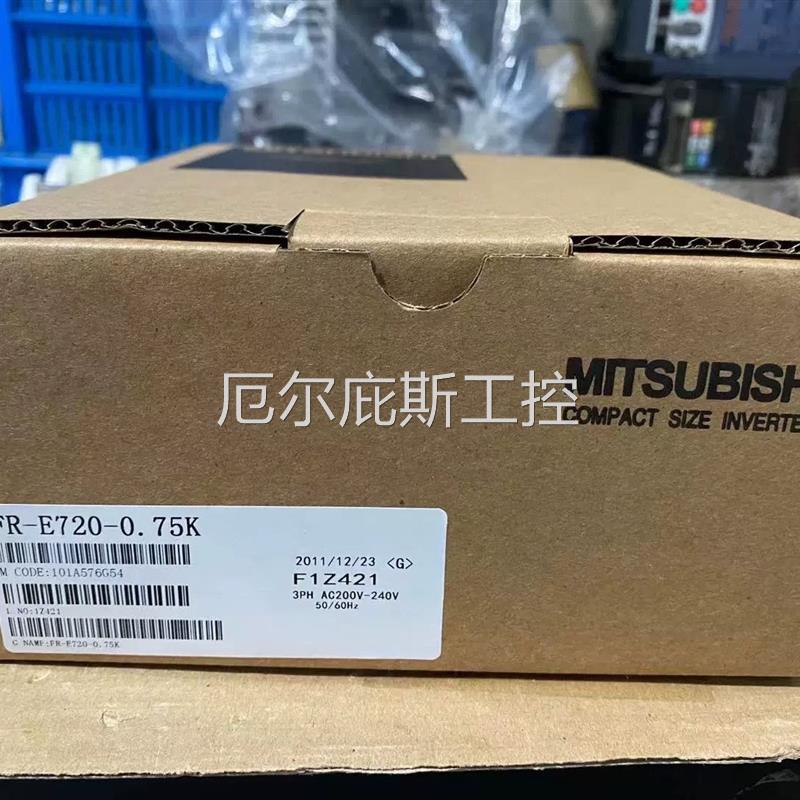 MITSUBISH
COMPACT SIZE INVERTE
厄尔庇斯工控
FR-E720-0.75K
M CODE:101A576G54
L NO:1Z421
G NAME:FR-E720-0.75K
2011/12/23 <G>
F1Z421
3PH AC200V-240V
50/60Hz